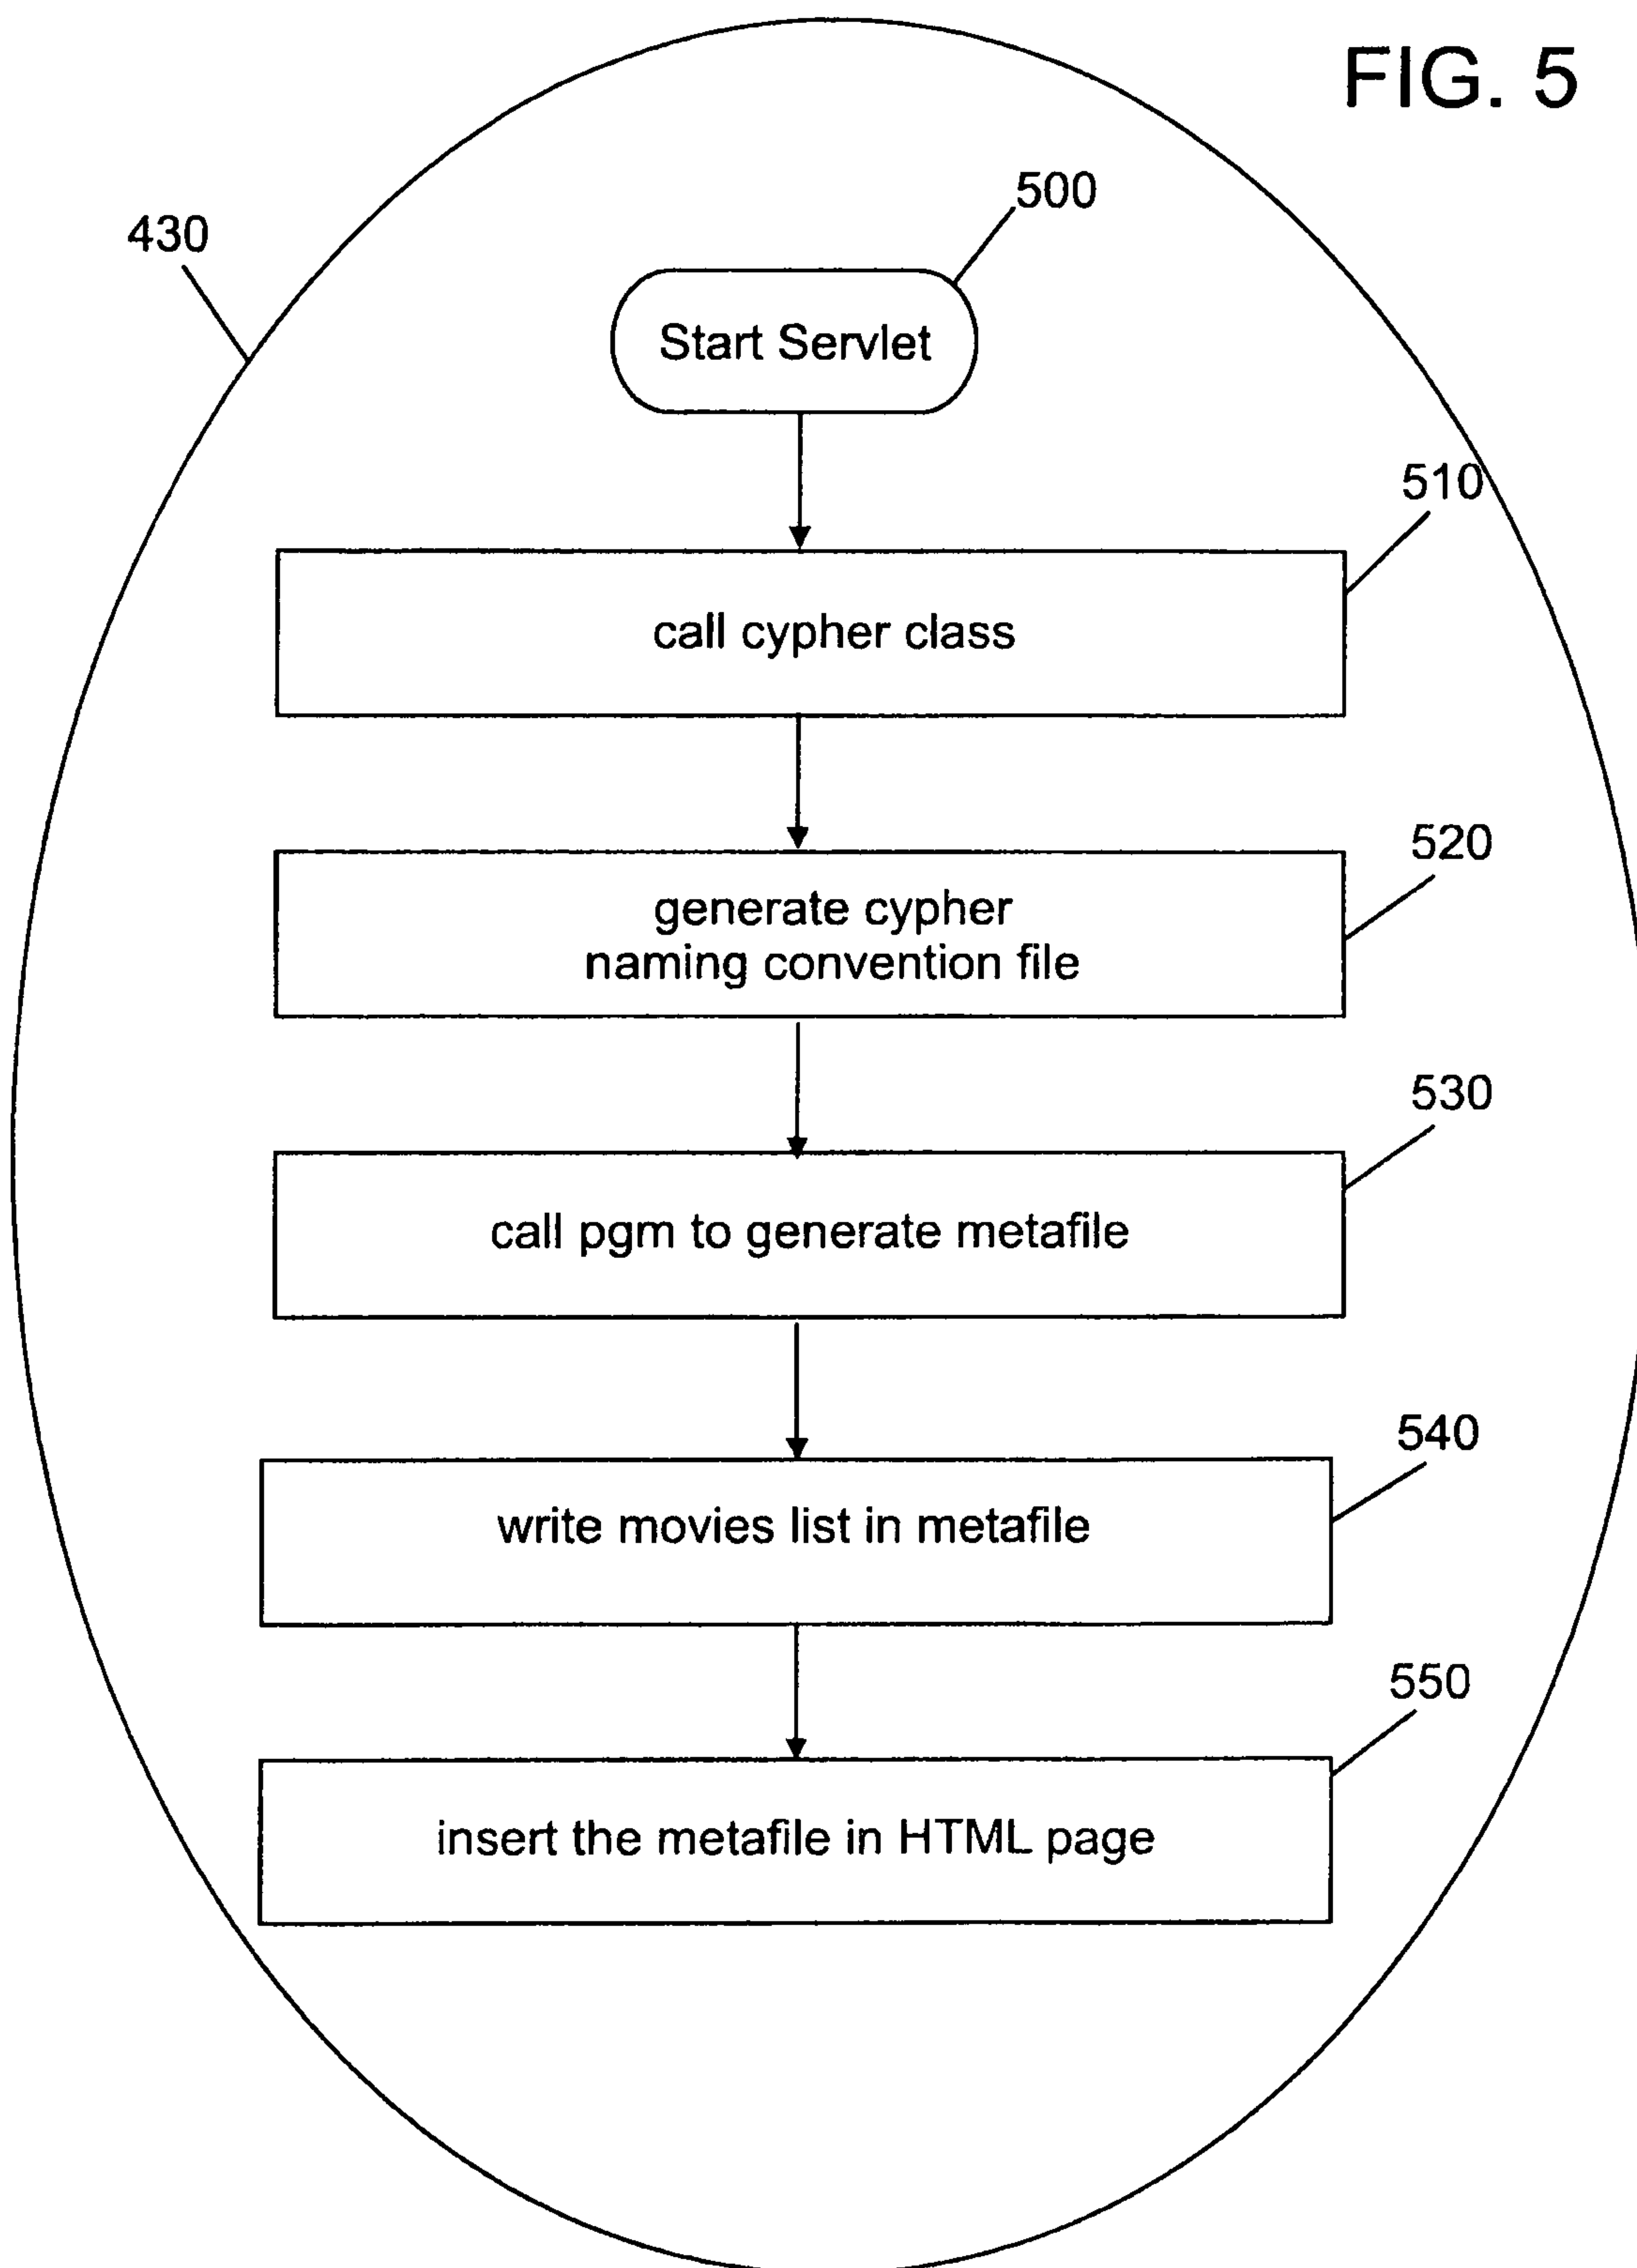 FIG. 5
500
430
Start Servlet
510
call cypher class
520
generate cypher
naming convention file
530
call pgm to generate metafile
540
write movies list in metafile
550
insert the metafile in HTML page